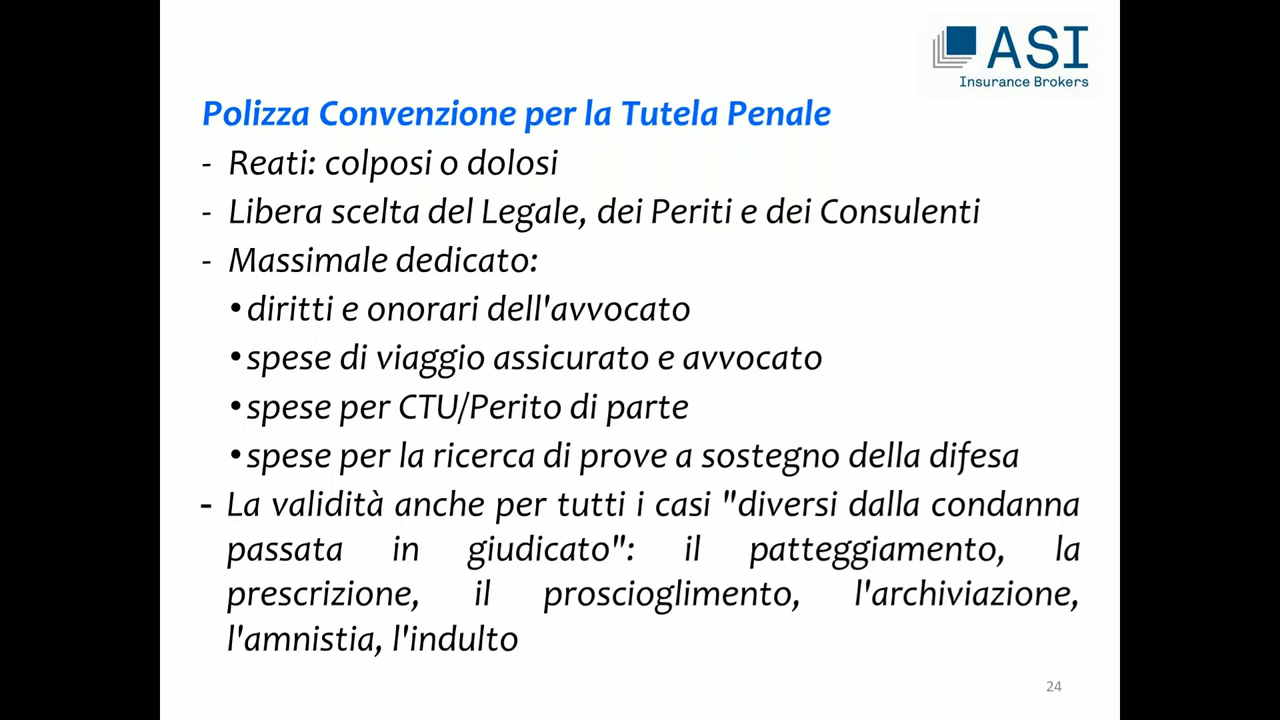 ASI
Insurance Brokers
Polizza Convenzione per la Tutela Penale
- Reati: colposi o dolosi
- Libera scelta del Legale, dei Periti e dei Consulenti
- Massimale dedicato:
•diritti e onorari dell'avvocato
•spese di viaggio assicurato e avvocato
•spese per CTU/Perito di parte
•spese per la ricerca di prove a sostegno della difesa
- La validità anche per tutti i casi "diversi dalla condanna
passata in giudicato": il patteggiamento, la
prescrizione, il proscioglimento, l'archiviazione,
l'amnistia, l'indulto
24